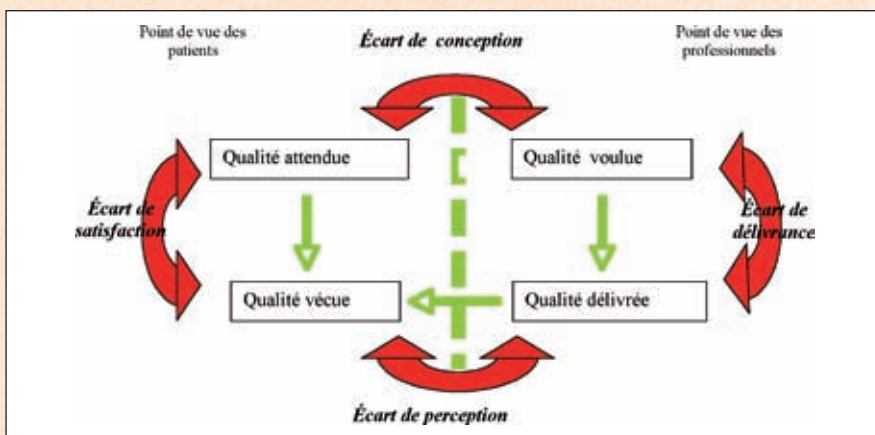 Point de vue des
patients
Écart de conception
Point de vue des
professionnels
Qualité attendue
Qualité voulue
Écart de
satisfaction
Écart de
délivrance
Qualité vécue
Qualité délivrée
Écart de perception